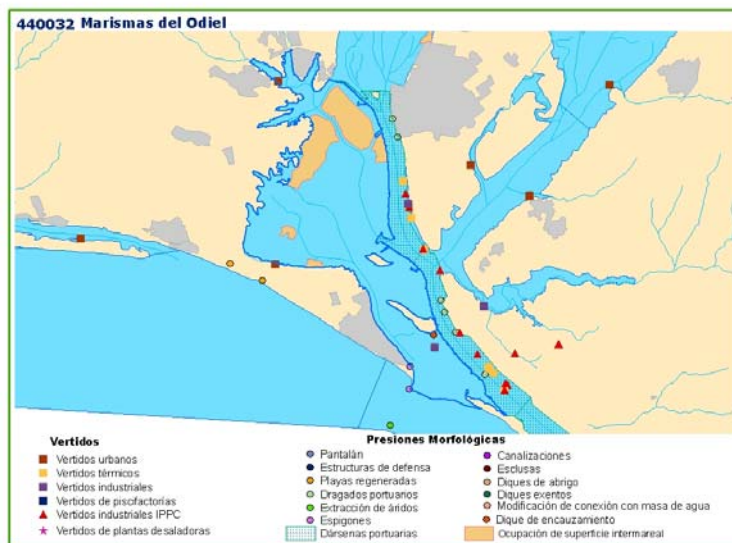 440032 Marismas del Odiel
Vertidos
Vertidos urbanos
Vertidos térmicos
Vertidos industriales
Vertidos de piscifactorías
Vertidos industriales IPPC
Vertidos de plantas desaladoras
Presiones Morfológicas
Pantalán
Estructuras de defensa
Playas regeneradas
Dragados portuarios
Extracción de áridos
Espigones
Dársenas portuarias
Canalizaciones
Esclusas
Diques de abrigo
Diques exentos
Modificación de conexión con masa de agua
Dique de encauzamiento
Ocupación de superficie intermareal